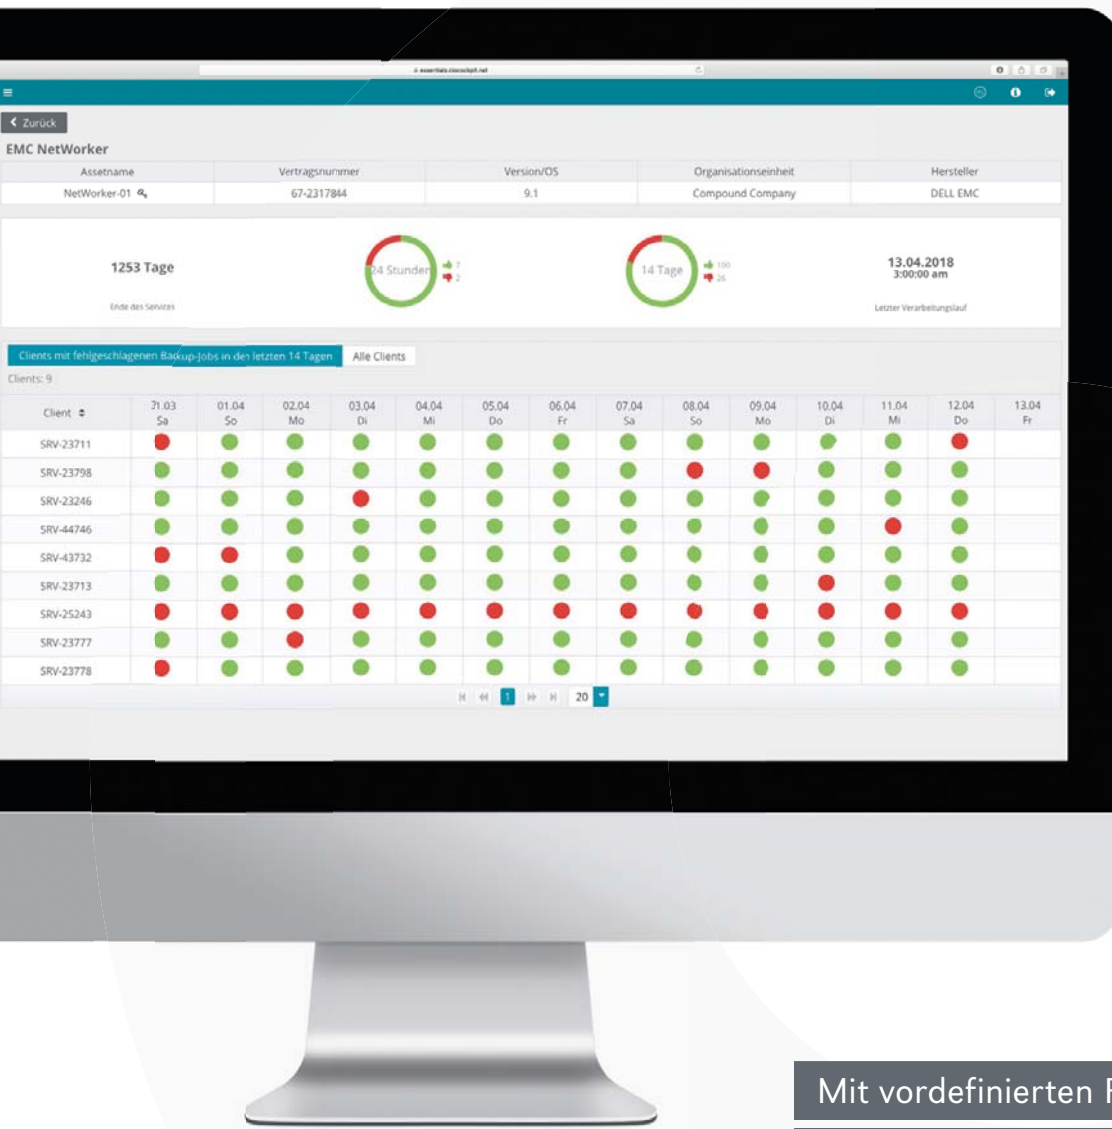 Zurück
EMC NetWorker
Assetname Vertragsnummer Version/OS Organisationseinheit Hersteller
NetWorker-01 67-2317844 9.1 Compound Company DELL EMC
1253 Tage
Ende des Services
24 Stunden
7
2
14 Tage
100
26
13.04.2018
3:00:00 am
Letzter Verarbeitungslauf
Clients mit fehlgeschlagenen Backup-Jobs in den letzten 14 Tagen Alle Clients
Clients: 9
Client 31.03 01.04 02.04 03.04 04.04 05.04 06.04 07.04 08.04 09.04 10.04 11.04 12.04 13.04
Sa So Mo Di Mi Do Fr Sa So Mo Di Mi Do Fr
SRV-23711
SRV-23798
SRV-23246
SRV-44746
SRV-43732
SRV-23713
SRV-25243
SRV-23777
SRV-23778
1 20
Mit vordefinierten